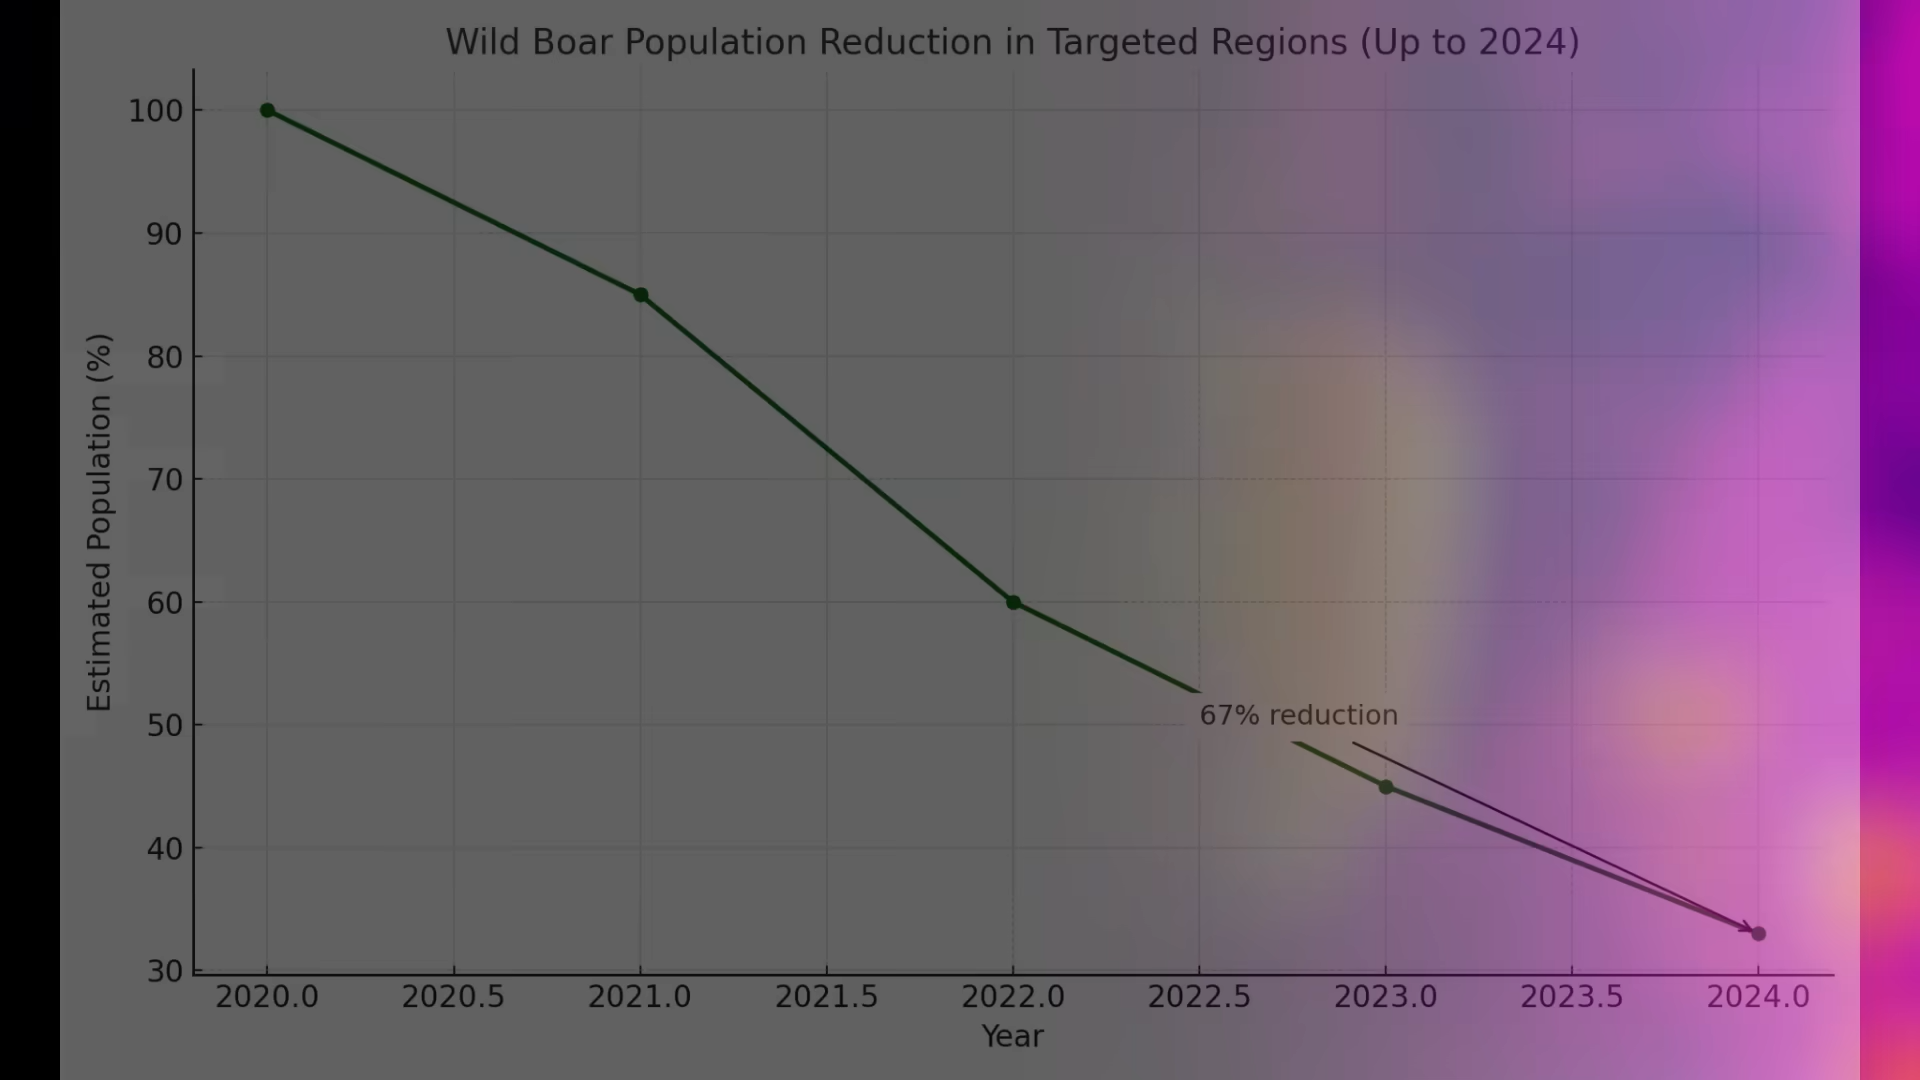 Wild Boar Population Reduction in Targeted Regions (Up to 2024)
Estimated Population (%)
100
90
80
70
60
50
40
30
67% reduction
2020.0 2020.5 2021.0 2021.5 2022.0 2022.5 2023.0 2023.5 2024.0
Year